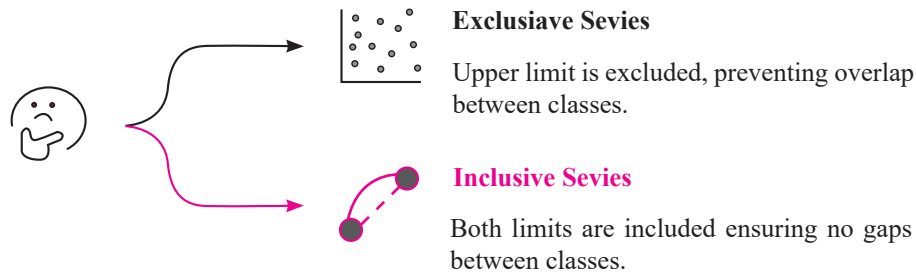 Exclusiave Sevies
Upper limit is excluded, preventing overlap
between classes.
Inclusive Sevies
Both limits are included ensuring no gaps
between classes.